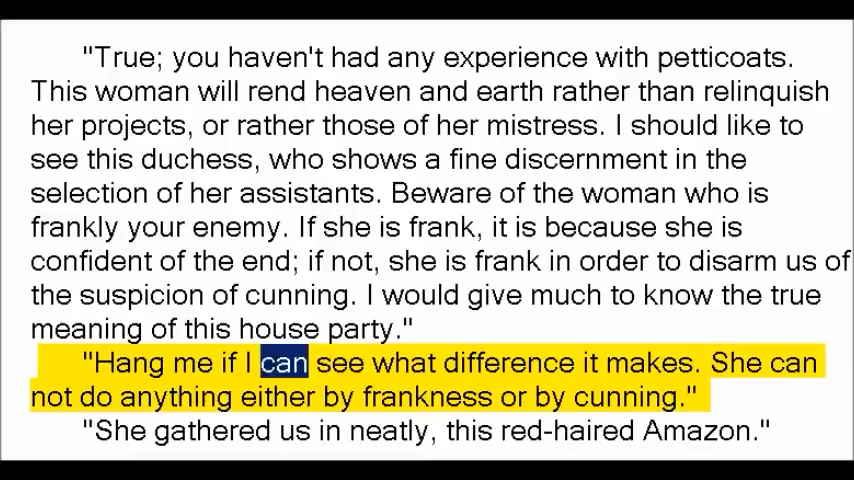 "True; you haven't had any experience with petticoats.
This woman will rend heaven and earth rather than relinquish
her projects, or rather those of her mistress. I should like to
see this duchess, who shows a fine discernment in the
selection of her assistants. Beware of the woman who is
frankly your enemy. If she is frank, it is because she is
confident of the end; if not, she is frank in order to disarm us of
the suspicion of cunning. I would give much to know the true
meaning of this house party."
"Hang me if I can see what difference it makes. She can
not do anything either by frankness or by cunning."
"She gathered us in neatly, this red-haired Amazon."